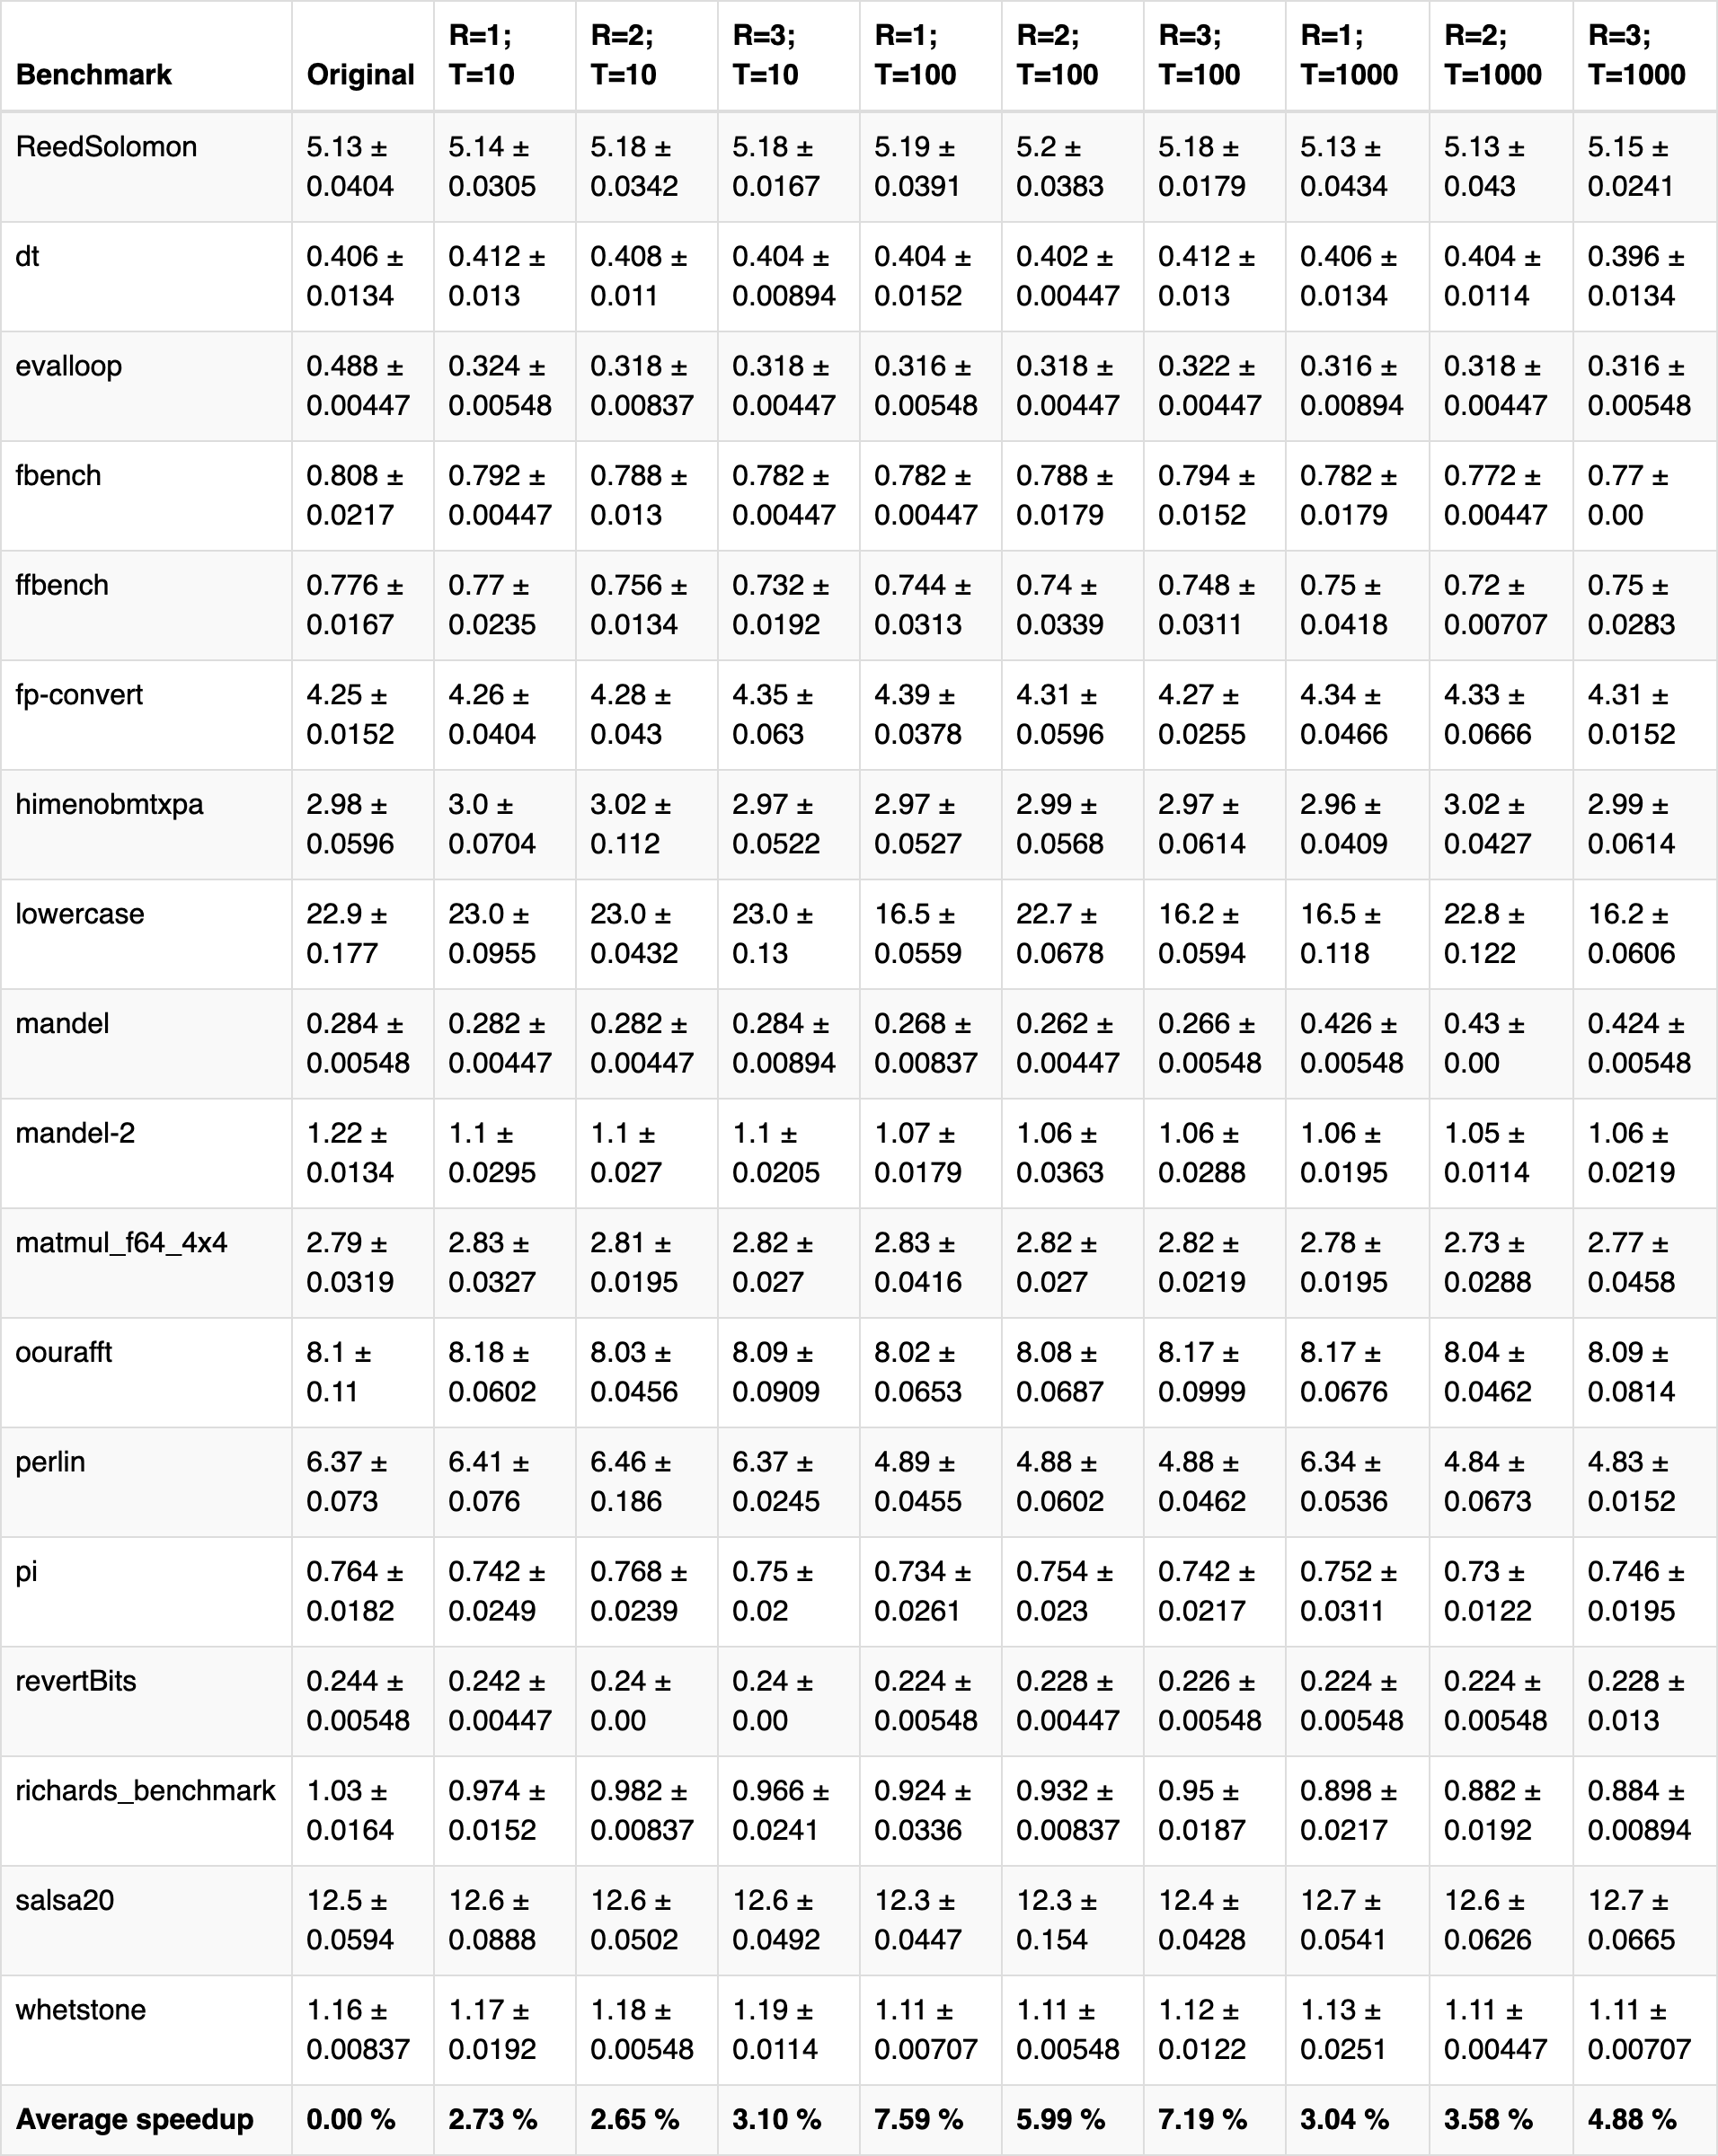 Benchmark Original R=1; T=10 R=2; T=10 R=3; T=10 R=1; T=100 R=2; T=100 R=3; T=100 R=1; T=1000 R=2; T=1000 R=3; T=1000
ReedSolomon 5.13 ± 0.0404 5.14 ± 0.0305 5.18 ± 0.0342 5.18 ± 0.0167 5.19 ± 0.0391 5.2 ± 0.0383 5.18 ± 0.0179 5.13 ± 0.0434 5.13 ± 0.043 5.15 ± 0.0241
dt 0.406 ± 0.0134 0.412 ± 0.013 0.408 ± 0.011 0.404 ± 0.00894 0.404 ± 0.0152 0.402 ± 0.00447 0.412 ± 0.013 0.406 ± 0.0134 0.404 ± 0.0114 0.396 ± 0.0134
evalloop 0.488 ± 0.00447 0.324 ± 0.00548 0.318 ± 0.00837 0.318 ± 0.00447 0.316 ± 0.00548 0.318 ± 0.00447 0.322 ± 0.00447 0.316 ± 0.00894 0.318 ± 0.00447 0.316 ± 0.00548
fbench 0.808 ± 0.0217 0.792 ± 0.00447 0.788 ± 0.013 0.782 ± 0.00447 0.782 ± 0.00447 0.788 ± 0.0179 0.794 ± 0.0152 0.782 ± 0.0179 0.772 ± 0.00447 0.77 ± 0.00
ffbench 0.776 ± 0.0167 0.77 ± 0.0235 0.756 ± 0.0134 0.732 ± 0.0192 0.744 ± 0.0313 0.74 ± 0.0339 0.748 ± 0.0311 0.75 ± 0.0418 0.72 ± 0.00707 0.75 ± 0.0283
fp-convert 4.25 ± 0.0152 4.26 ± 0.0404 4.28 ± 0.043 4.35 ± 0.063 4.39 ± 0.0378 4.31 ± 0.0596 4.27 ± 0.0255 4.34 ± 0.0466 4.33 ± 0.0666 4.31 ± 0.0152
himenobmtxpa 2.98 ± 0.0596 3.0 ± 0.0704 3.02 ± 0.112 2.97 ± 0.0522 2.97 ± 0.0527 2.99 ± 0.0568 2.97 ± 0.0614 2.96 ± 0.0409 3.02 ± 0.0427 2.99 ± 0.0614
lowercase 22.9 ± 0.177 23.0 ± 0.0955 23.0 ± 0.0432 23.0 ± 0.13 16.5 ± 0.0559 22.7 ± 0.0678 16.2 ± 0.0594 16.5 ± 0.118 22.8 ± 0.122 16.2 ± 0.0606
mandel 0.284 ± 0.00548 0.282 ± 0.00447 0.282 ± 0.00447 0.284 ± 0.00894 0.268 ± 0.00837 0.262 ± 0.00447 0.266 ± 0.00548 0.426 ± 0.00548 0.43 ± 0.00 0.424 ± 0.00548
mandel-2 1.22 ± 0.0134 1.1 ± 0.0295 1.1 ± 0.027 1.1 ± 0.0205 1.07 ± 0.0179 1.06 ± 0.0363 1.06 ± 0.0288 1.06 ± 0.0195 1.05 ± 0.0114 1.06 ± 0.0219
matmul_f64_4x4 2.79 ± 0.0319 2.83 ± 0.0327 2.81 ± 0.0195 2.82 ± 0.027 2.83 ± 0.0416 2.82 ± 0.027 2.82 ± 0.0219 2.78 ± 0.0195 2.73 ± 0.0288 2.77 ± 0.0458
oourafft 8.1 ± 0.11 8.18 ± 0.0602 8.03 ± 0.0456 8.09 ± 0.0909 8.02 ± 0.0653 8.08 ± 0.0687 8.17 ± 0.0999 8.17 ± 0.0676 8.04 ± 0.0462 8.09 ± 0.0814
perlin 6.37 ± 0.073 6.41 ± 0.076 6.46 ± 0.186 6.37 ± 0.0245 4.89 ± 0.0455 4.88 ± 0.0602 4.88 ± 0.0462 6.34 ± 0.0536 4.84 ± 0.0673 4.83 ± 0.0152
pi 0.764 ± 0.0182 0.742 ± 0.0249 0.768 ± 0.0239 0.75 ± 0.02 0.734 ± 0.0261 0.754 ± 0.023 0.742 ± 0.0217 0.752 ± 0.0311 0.73 ± 0.0122 0.746 ± 0.0195
revertBits 0.244 ± 0.00548 0.242 ± 0.00447 0.24 ± 0.00 0.24 ± 0.00 0.224 ± 0.00548 0.228 ± 0.00447 0.226 ± 0.00548 0.224 ± 0.00548 0.224 ± 0.00548 0.228 ± 0.013
richards_benchmark 1.03 ± 0.0164 0.974 ± 0.0152 0.982 ± 0.00837 0.966 ± 0.0241 0.924 ± 0.0336 0.932 ± 0.00837 0.95 ± 0.0187 0.898 ± 0.0217 0.882 ± 0.0192 0.884 ± 0.00894
salsa20 12.5 ± 0.0594 12.6 ± 0.0888 12.6 ± 0.0502 12.6 ± 0.0492 12.3 ± 0.0447 12.3 ± 0.154 12.4 ± 0.0428 12.7 ± 0.0541 12.6 ± 0.0626 12.7 ± 0.0665
whetstone 1.16 ± 0.00837 1.17 ± 0.0192 1.18 ± 0.00548 1.19 ± 0.0114 1.11 ± 0.00707 1.11 ± 0.00548 1.12 ± 0.0122 1.13 ± 0.0251 1.11 ± 0.00447 1.11 ± 0.00707
Average speedup 0.00 % 2.73 % 2.65 % 3.10 % 7.59 % 5.99 % 7.19 % 3.04 % 3.58 % 4.88 %